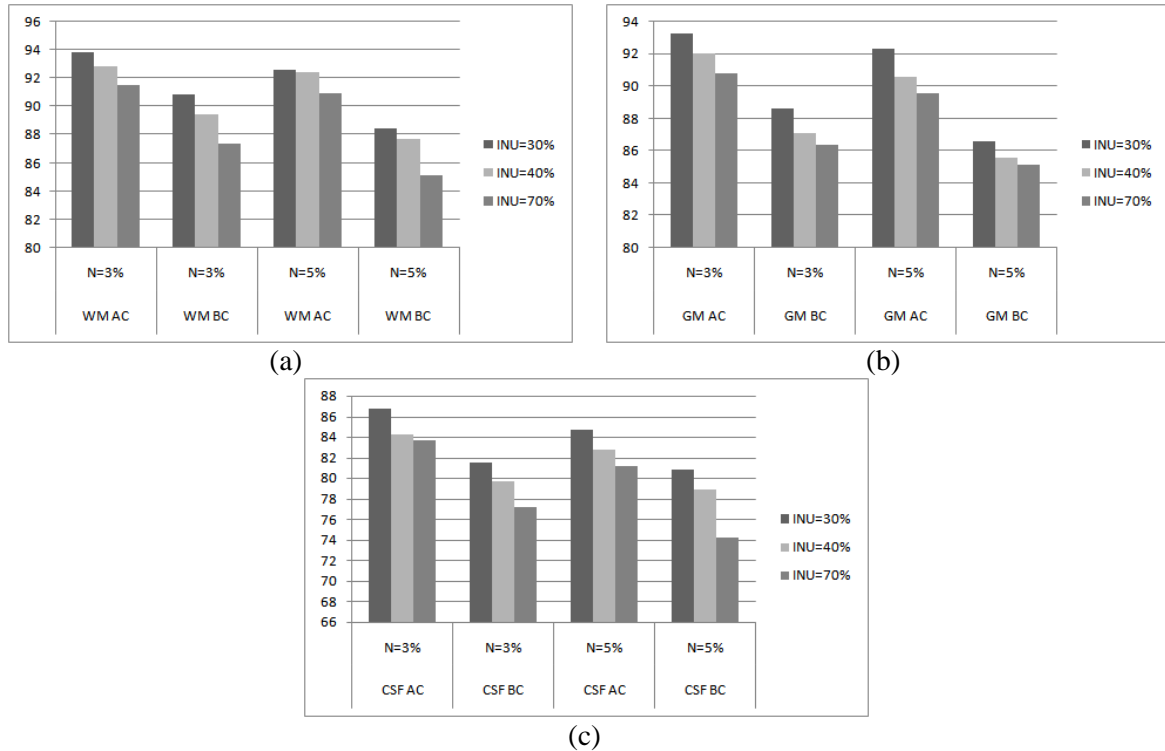 96
94
92
90
88
86
84
82
80
N=3% N=3% N=5% N=5%
WM AC WM BC WM AC WM BC
INU=30%
INU=40%
INU=70%
(a)
94
92
90
88
86
84
82
80
N=3% N=3% N=5% N=5%
GM AC GM BC GM AC GM BC
INU=30%
INU=40%
INU=70%
(b)
88
86
84
82
80
78
76
74
72
70
68
66
N=3% N=3% N=5% N=5%
CSF AC CSF BC CSF AC CSF BC
INU=30%
INU=40%
INU=70%
(c)